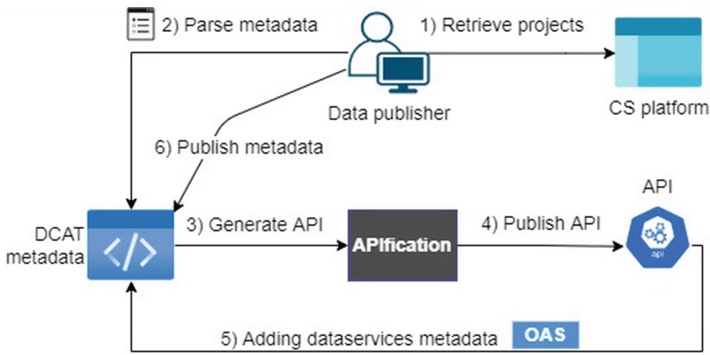 2) Parse metadata
1) Retrieve projects
Data publisher
CS platform
6) Publish metadata
API
DCAT
metadata
3) Generate API
APIfication
4) Publish API
api
5) Adding dataservices metadata
OAS